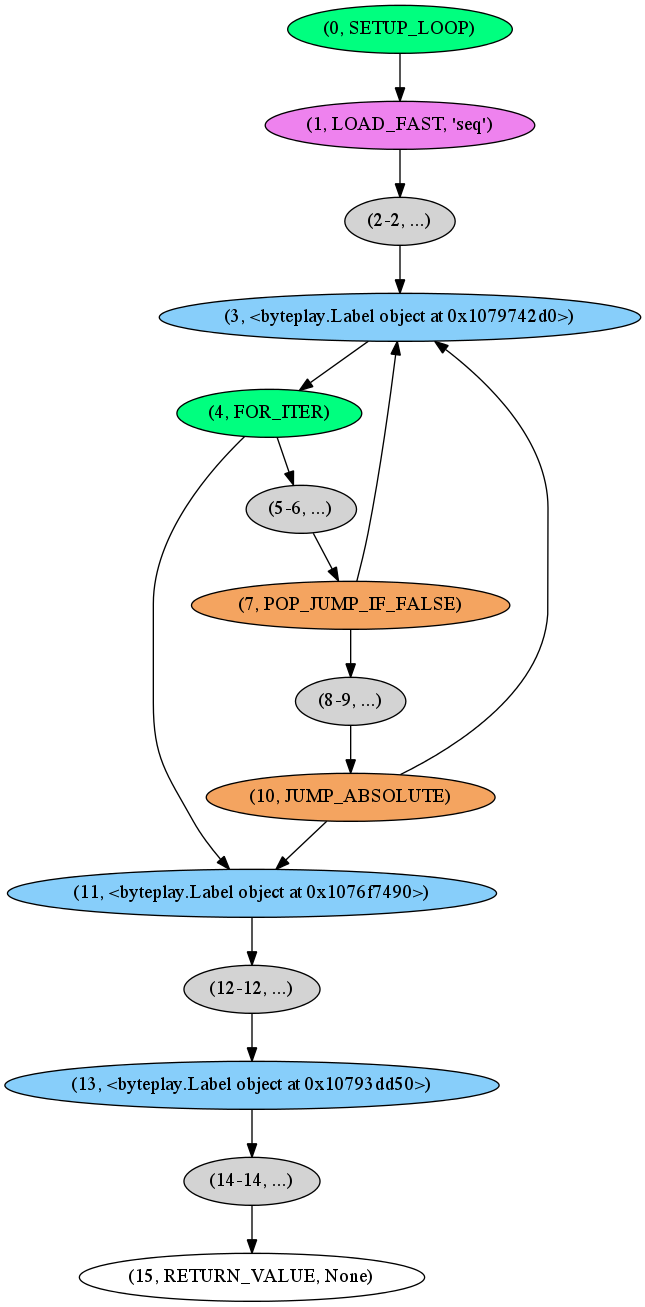 (0, SETUP_LOOP)
(1, LOAD_FAST, 'seq')
(2-2, ...)
(3, <byteplay.Label object at 0x1079742d0>)
(4, FOR_ITER)
(5-6, ...)
(7, POP_JUMP_IF_FALSE)
(8-9, ...)
(10, JUMP_ABSOLUTE)
(11, <byteplay.Label object at 0x1076f7490>)
(12-12, ...)
(13, <byteplay.Label object at 0x10793dd50>)
(14-14, ...)
(15, RETURN_VALUE, None)